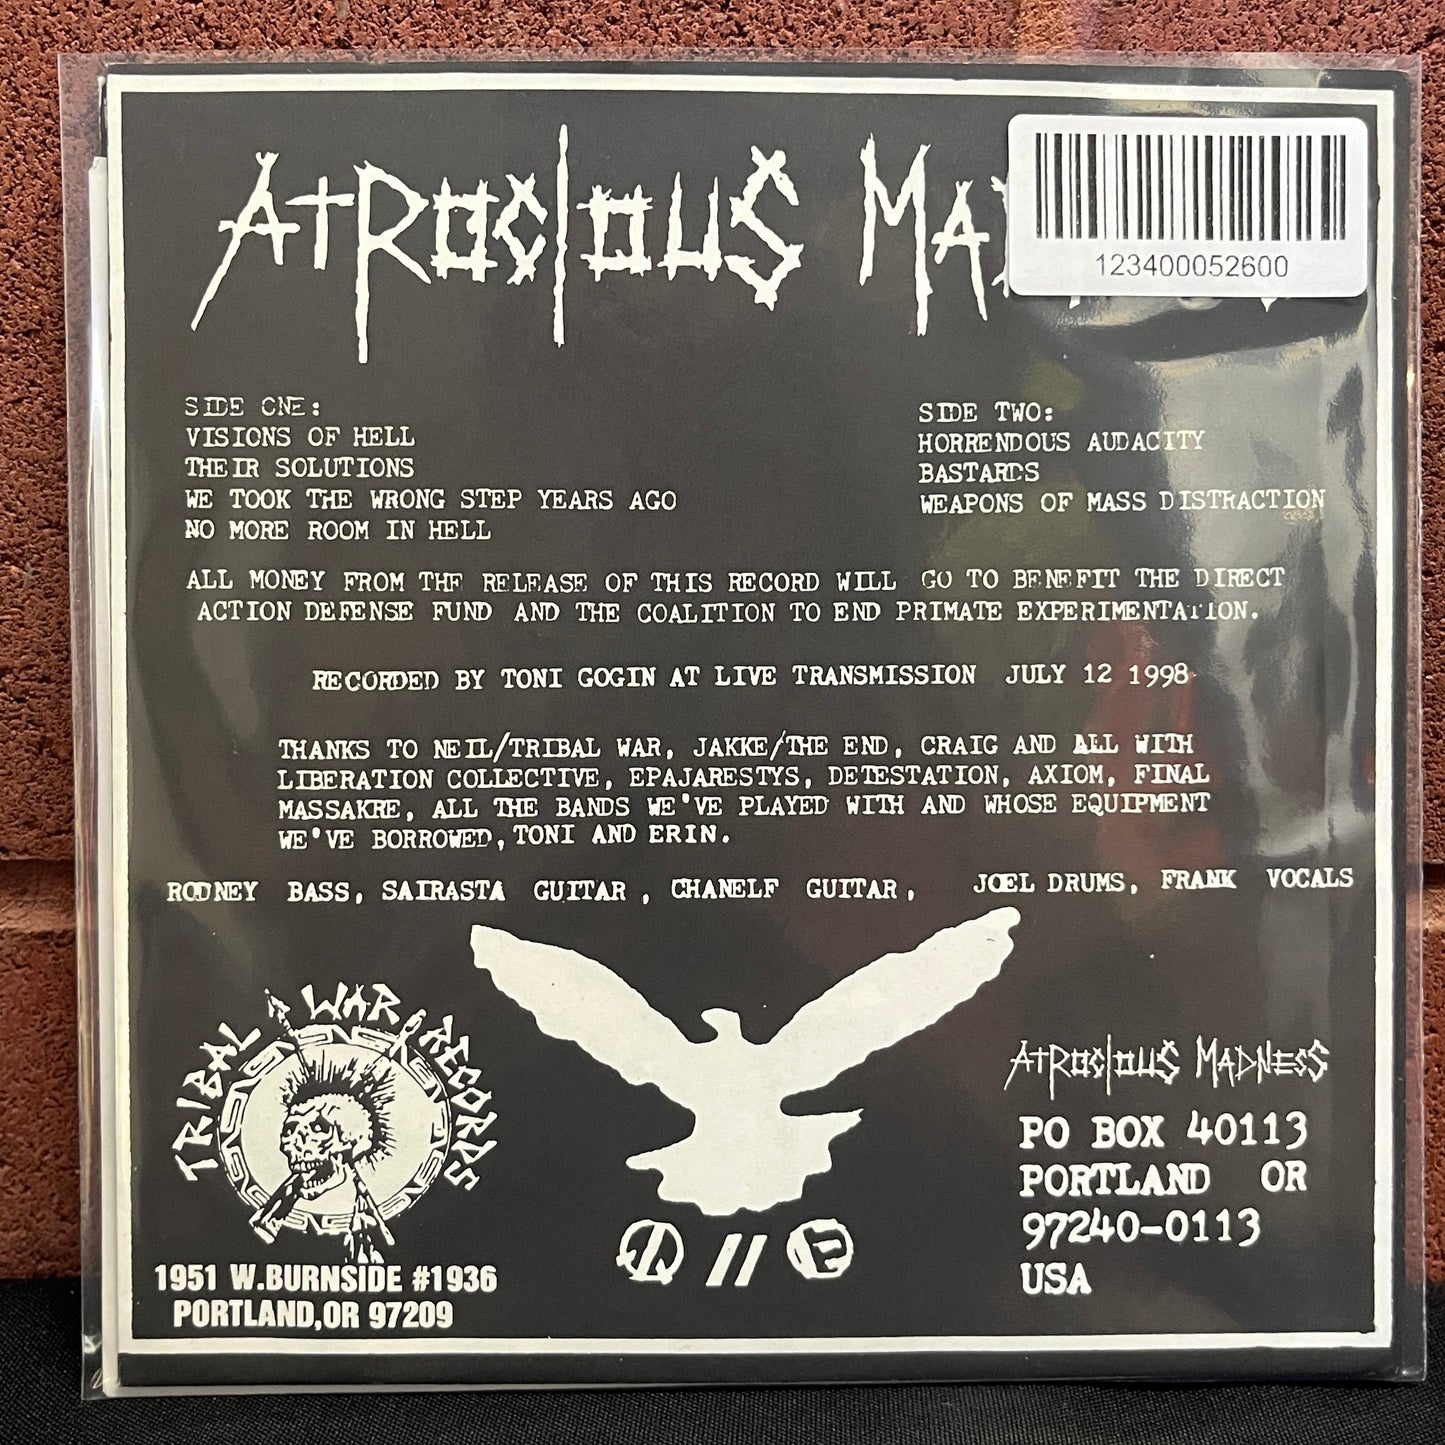 ATROCIOUS
123400052600
SIDE ONE:
VISIONS OF HELL
THEIR SOLUTIONS
WE TOOK THE WRONG STEP YEARS AGO
NO MORE ROOM IN HELL
SIDE TWO:
HORRENDOUS AUDACITY
BASTARDS
WEAPONS OF MASS DISTRACTION
ALL MONEY FROM THE RELEASE OF THIS RECORD WILL GO TO BENEFIT THE DIRECT
ACTION DEFENSE FUND AND THE COALITION TO END PRIMATE EXPERIMENTATION.
RECORDED BY TONI GOGIN AT LIVE TRANSMISSION JULY 12 1998
THANKS TO NEIL/TRIBAL WAR, JAKKE/THE END, CRAIG AND ALL WITH
LIBERATION COLLECTIVE, EPAJARESTYS, DETESTATION, AXIOM, FINAL
MASSAKRE, ALL THE BANDS WE'VE PLAYED WITH AND WHOSE EQUIPMENT
WE'VE BORROWED, TONI AND ERIN.
RODNEY BASS, SAIRASTA GUITAR, CHANELF GUITAR, JOEL DRUMS, FRANK VOCALS
TRIBAL WAR RECORDS
1951 W.BURNSIDE #1936
PORTLAND,OR 97209
ATROCIOUS MADNESS
PO BOX 40113
PORTLAND OR
97240-0113
USA